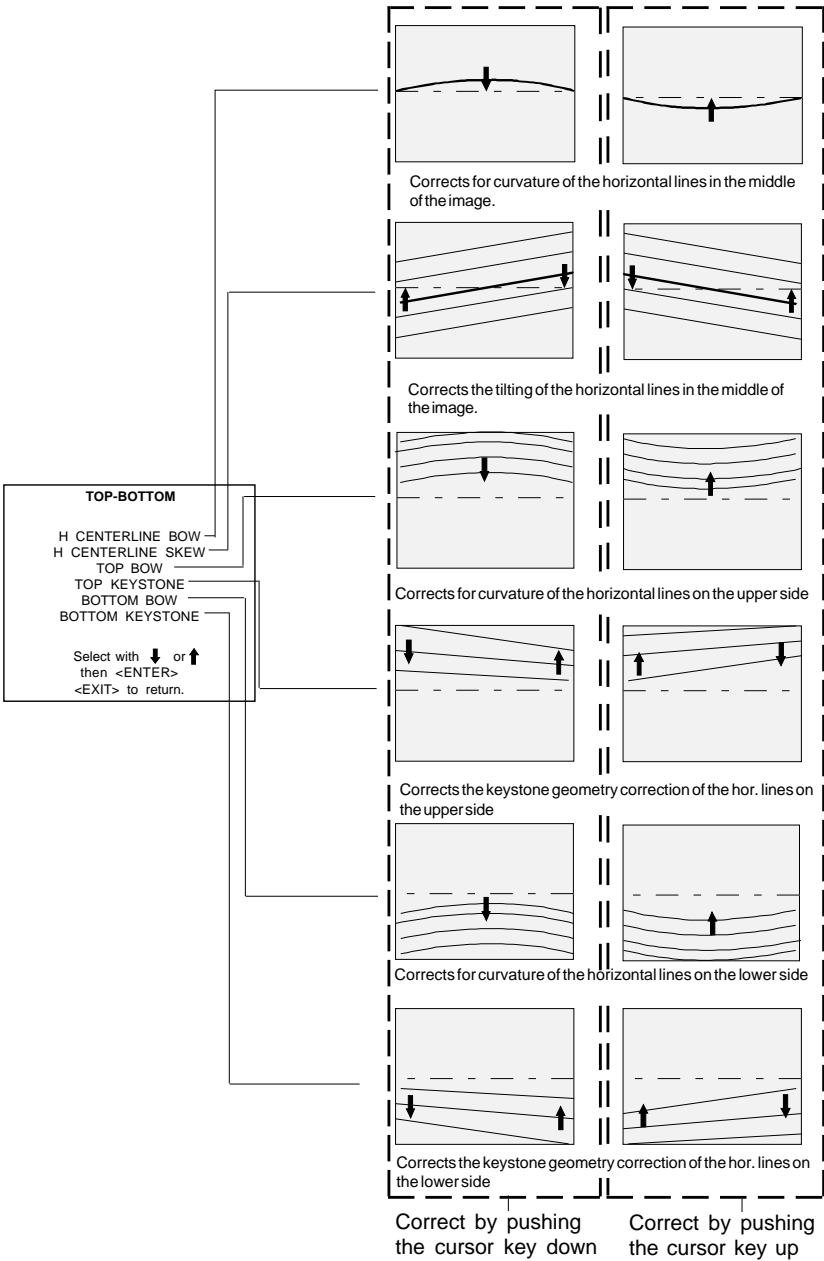 Corrects for curvature of the horizontal lines in the middle
of the image.
Corrects the tilting of the horizontal lines in the middle of
the image.
TOP-BOTTOM
H CENTERLINE BOW
H CENTERLINE SKEW
TOP BOW
TOP KEYSTONE
BOTTOM BOW
BOTTOM KEYSTONE
Select with or
then <ENTER>
<EXIT> to return.
Corrects for curvature of the horizontal lines on the upper side
Corrects the keystone geometry correction of the hor. lines on
the upper side
Corrects for curvature of the horizontal lines on the lower side
Corrects the keystone geometry correction of the hor. lines on
the lower side
Correct by pushing
the cursor key down
Correct by pushing
the cursor key up